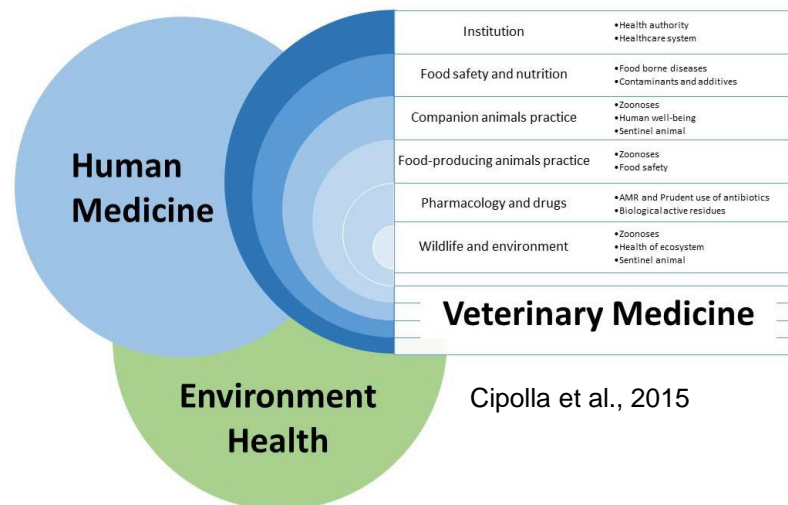 Human
Medicine
Institution
•Health authority
•Healthcare system
Food safety and nutrition
•Food borne diseases
•Contaminants and additives
Companion animals practice
•Zoonoses
•Human well-being
•Sentinel animal
Food-producing animals practice
•Zoonoses
•Food safety
Pharmacology and drugs
•AMR and Prudent use of antibiotics
•Biological active residues
Wildlife and environment
•Zoonoses
•Health of ecosystem
•Sentinel animal
Veterinary Medicine
Environment
Health
Cipolla et al., 2015